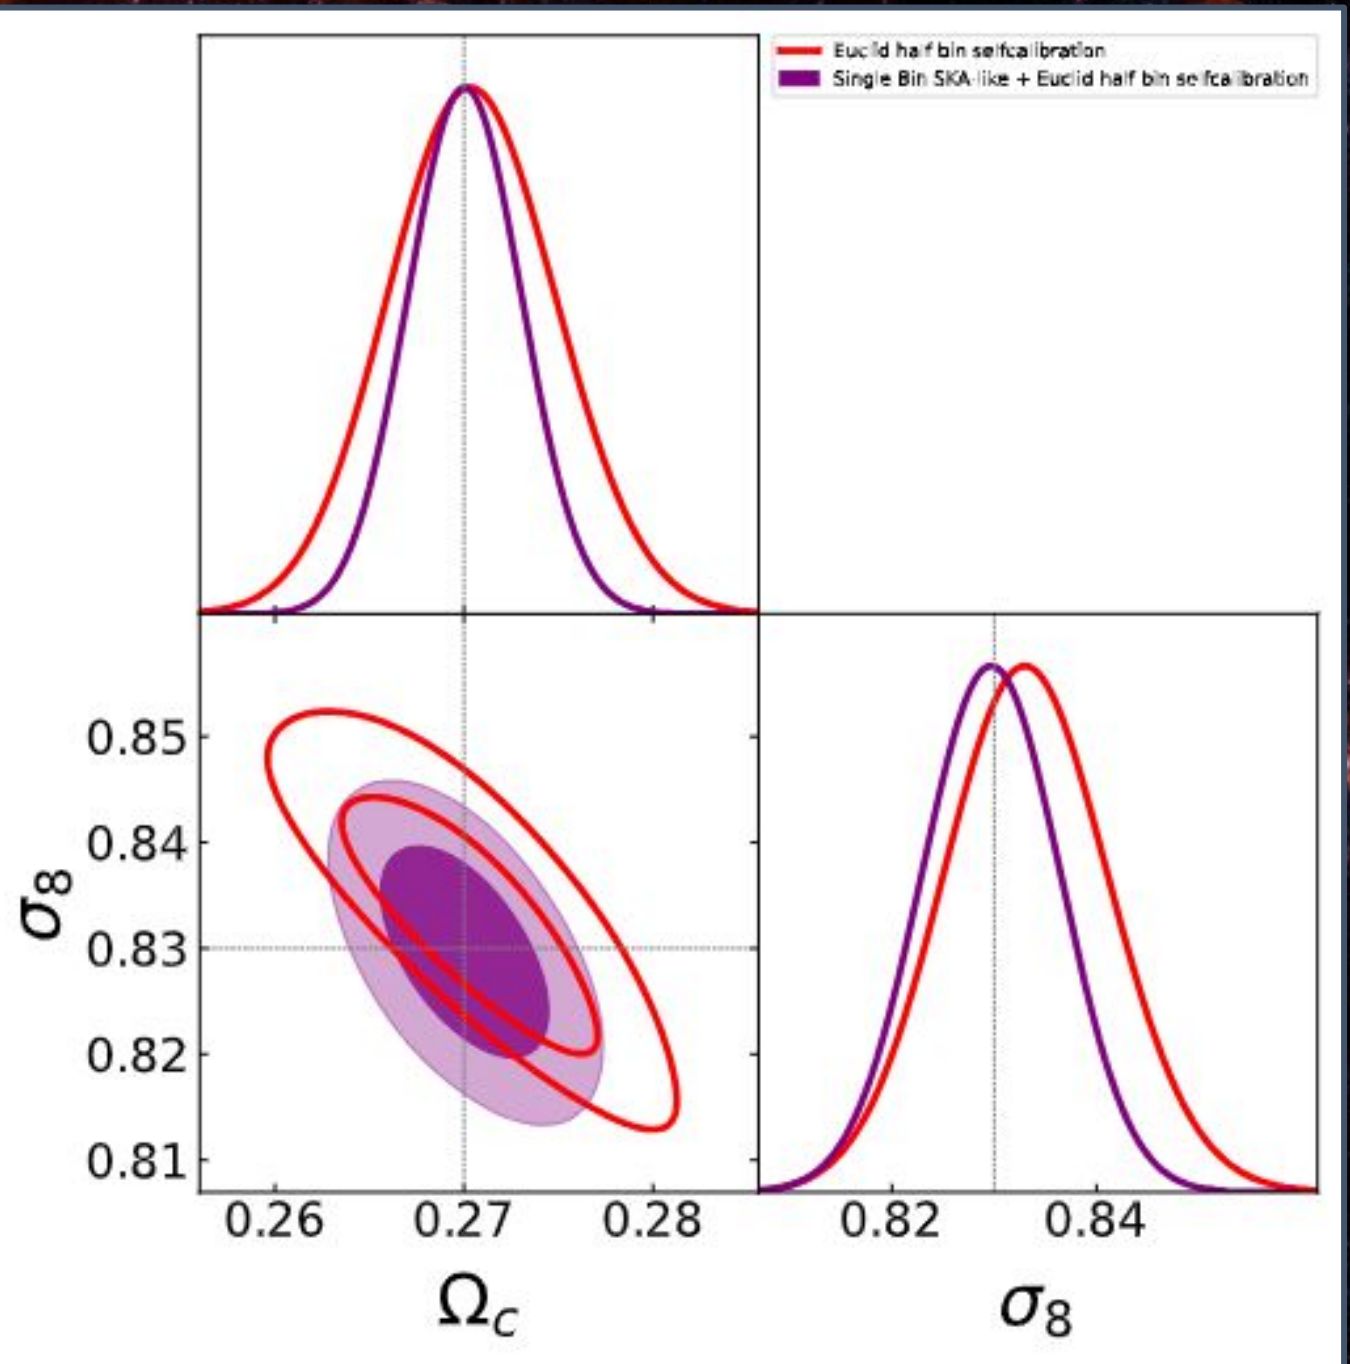 Euclid half bin selfcalibration
Single Bin SKA-like + Euclid half bin selfcalibration
0.85
0.84
0.83
0.82
0.81
σ8
0.26 0.27 0.28
0.82 0.84
Ωc
σ8